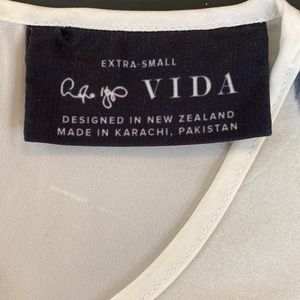 EXTRA-SMALL
VIDA
DESIGNED IN NEW ZEALAND
MADE IN KARACHI, PAKISTAN